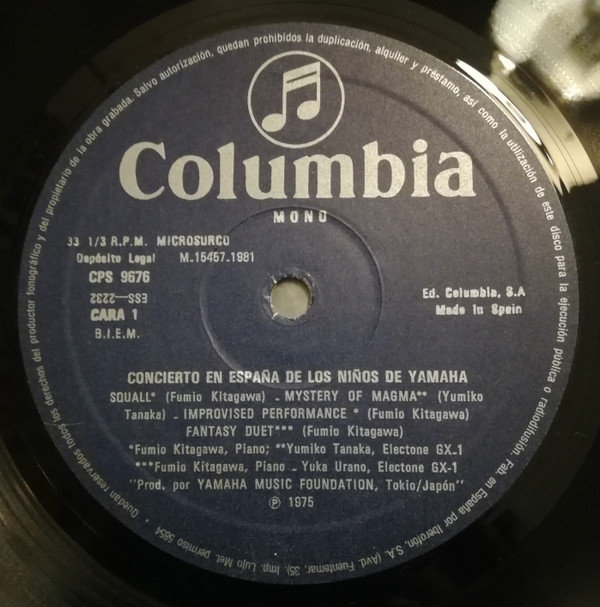 Columbia
MONO
33 1/3 R.P.M. MICROSURCO
Depósito Legal M-15457-1981
CPS 9676
ESS-2232
CARA 1
B.I.E.M.
Ed. Columbia, S.A
Made in Spain
CONCIERTO EN ESPAÑA DE LOS NIÑOS DE YAMAHA
SQUALL* (Fumio Kitagawa) - MYSTERY OF MAGMA** (Yumiko
Tanaka) - IMPROVISED PERFORMANCE * (Fumio Kitagawa)
FANTASY DUET*** (Fumio Kitagawa)
*Fumio Kitagawa, Piano; **Yumiko Tanaka, Electone GX-1
***Fumio Kitagawa, Piano - Yuka Urano, Electone GX-1
"Prod. por YAMAHA MUSIC FOUNDATION, Tokio/Japón"
℗ 1975
• Quedan reservados todos los derechos del productor fonográfico y del propietario de la obra grabada. Salvo autorización, quedan prohibidos la duplicación, alquiler y préstamo, así como la utilización de este disco para la ejecución pública o radiodifusión. Fab. en España por Iberofón, S.A. (Avd. Fuentemar, 35). Imp. Lujo Met. permiso 5854